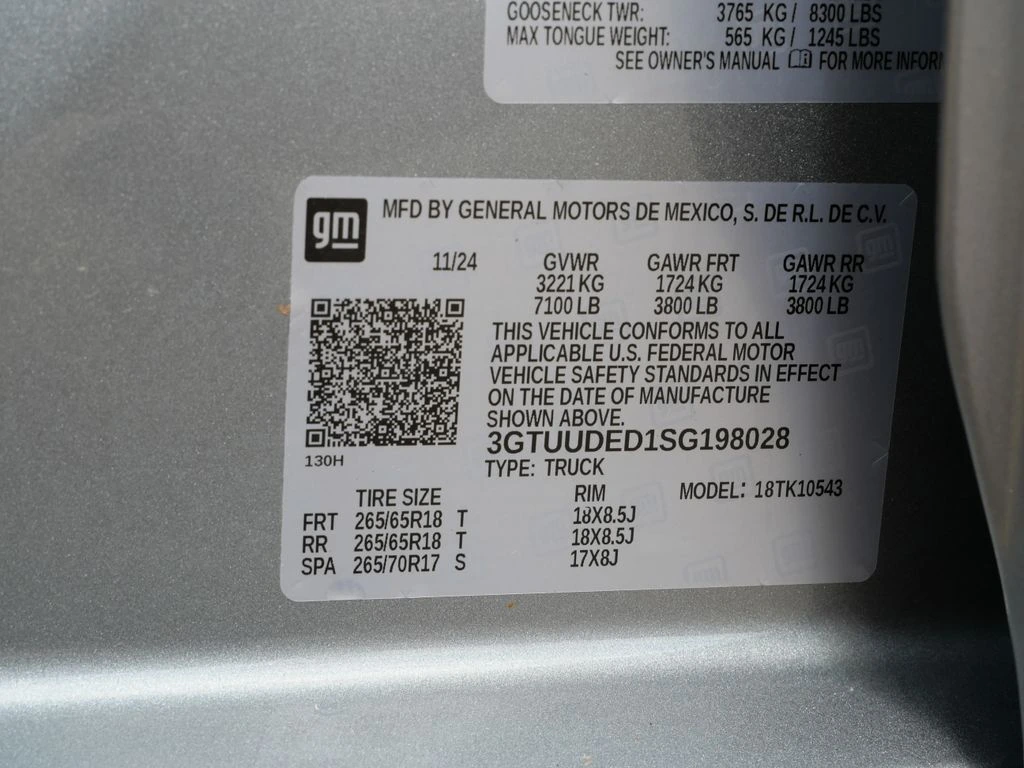 GOOSENECK TWR: 3765 KG / 8300 LBS
MAX TONGUE WEIGHT: 565 KG / 1245 LBS
SEE OWNER'S MANUAL FOR MORE INFOR
gm MFD BY GENERAL MOTORS DE MEXICO, S. DE R.L. DE C.V.
11/24 GVWR GAWR FRT GAWR RR
3221 KG 1724 KG 1724 KG
7100 LB 3800 LB 3800 LB
THIS VEHICLE CONFORMS TO ALL
APPLICABLE U.S. FEDERAL MOTOR
VEHICLE SAFETY STANDARDS IN EFFECT
ON THE DATE OF MANUFACTURE
SHOWN ABOVE.
3GTUUDED1SG198028
130H
TYPE: TRUCK
TIRE SIZE RIM MODEL: 18TK10543
FRT 265/65R18 T 18X8.5J
RR 265/65R18 T 18X8.5J
SPA 265/70R17 S 17X8J